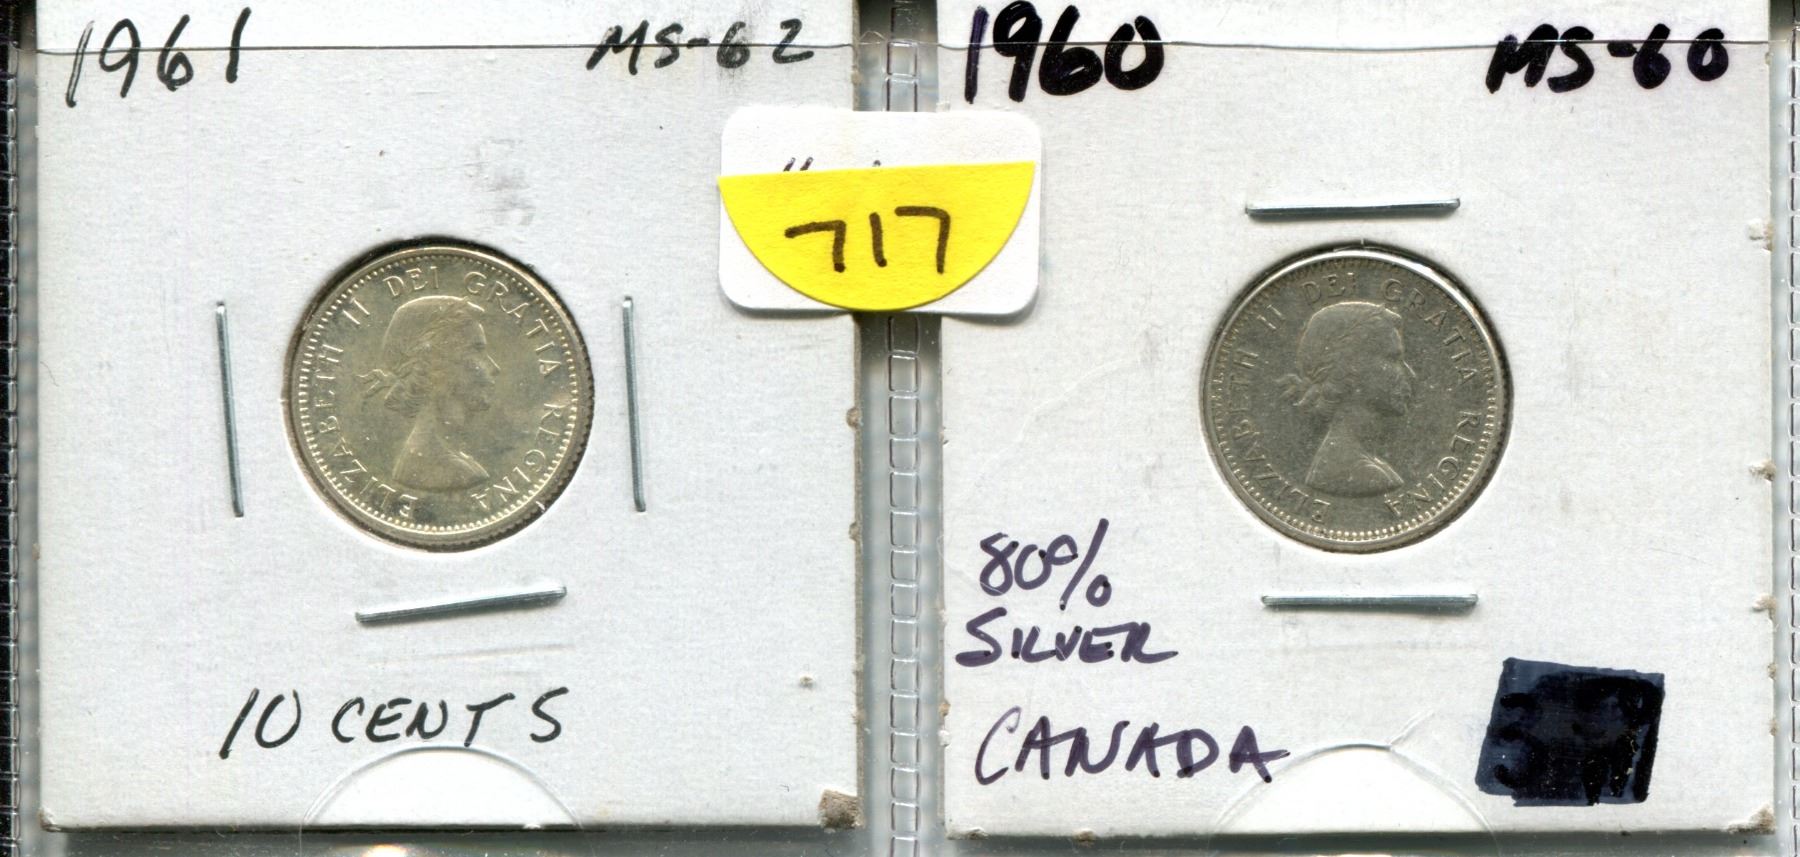 1961 MS-62
10 CENTS
ELIZABETH II DEI GRATIA REGINA
717
1960 MS-60
80%
SILVER
CANADA
ELIZABETH II DEI GRATIA REGINA